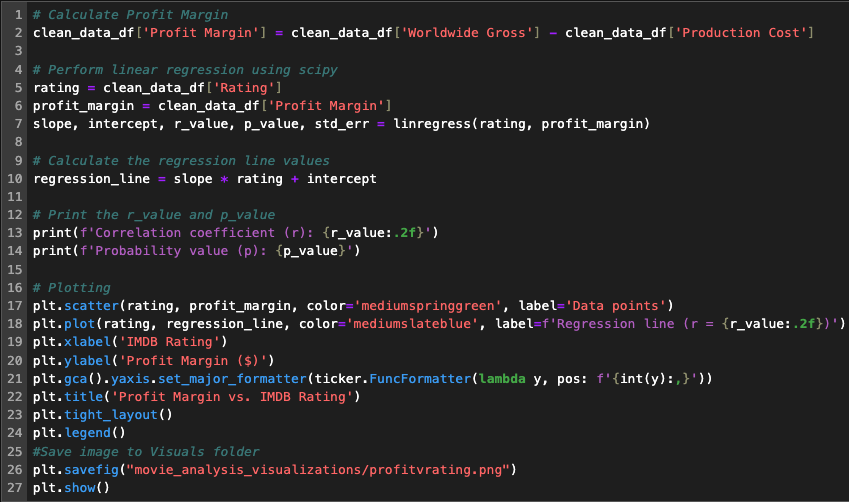 1 # Calculate Profit Margin
2 clean_data_df['Profit Margin'] = clean_data_df['Worldwide Gross'] - clean_data_df['Production Cost']
3
4 # Perform linear regression using scipy
5 rating = clean_data_df['Rating']
6 profit_margin = clean_data_df['Profit Margin']
7 slope, intercept, r_value, p_value, std_err = linregress(rating, profit_margin)
8
9 # Calculate the regression line values
10 regression_line = slope * rating + intercept
11
12 # Print the r_value and p_value
13 print(f'Correlation coefficient (r): {r_value:.2f}')
14 print(f'Probability value (p): {p_value}')
15
16 # Plotting
17 plt.scatter(rating, profit_margin, color='mediumspringgreen', label='Data points')
18 plt.plot(rating, regression_line, color='mediumslateblue', label=f'Regression line (r = {r_value:.2f})')
19 plt.xlabel('IMDB Rating')
20 plt.ylabel('Profit Margin ($)')
21 plt.gca().yaxis.set_major_formatter(ticker.FuncFormatter(lambda y, pos: f'{int(y):,}'))
22 plt.title('Profit Margin vs. IMDB Rating')
23 plt.tight_layout()
24 plt.legend()
25 #Save image to Visuals folder
26 plt.savefig("movie_analysis_visualizations/profitvrating.png")
27 plt.show()